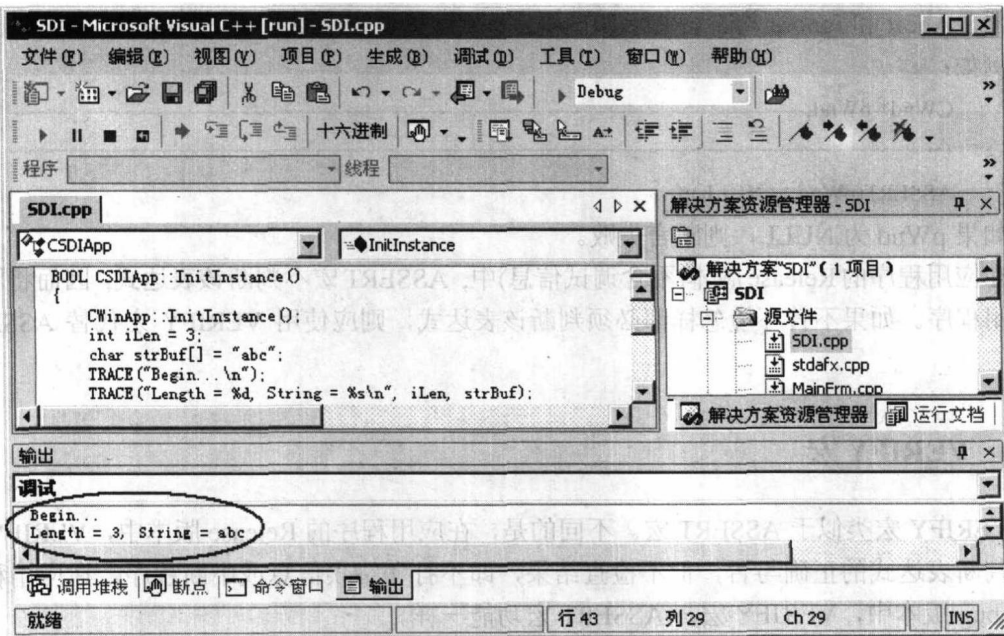 SDI - Microsoft Visual C++ [run] - SDI.cpp
文件(F) 编辑(E) 视图(V) 项目(P) 生成(B) 调试(D) 工具(T) 窗口(W) 帮助(H)
Debug
十六进制
程序 线程
SDI.cpp
CSDIApp
InitInstance
BOOL CSDIApp::InitInstance()
{
CWinApp::InitInstance();
int iLen = 3;
char strBuf[] = "abc";
TRACE("Begin...\n");
TRACE("Length = %d, String = %s\n", iLen, strBuf);
解决方案资源管理器 - SDI
解决方案"SDI"(1 项目)
SDI
源文件
SDI.cpp
stdafx.cpp
MainFrm.cpp
解决方案资源管理器 运行文档
输出
调试
Begin...
Length = 3, String = abc
调用堆栈 断点 命令窗口 输出
就绪 行 43 列 29 Ch 29 INS